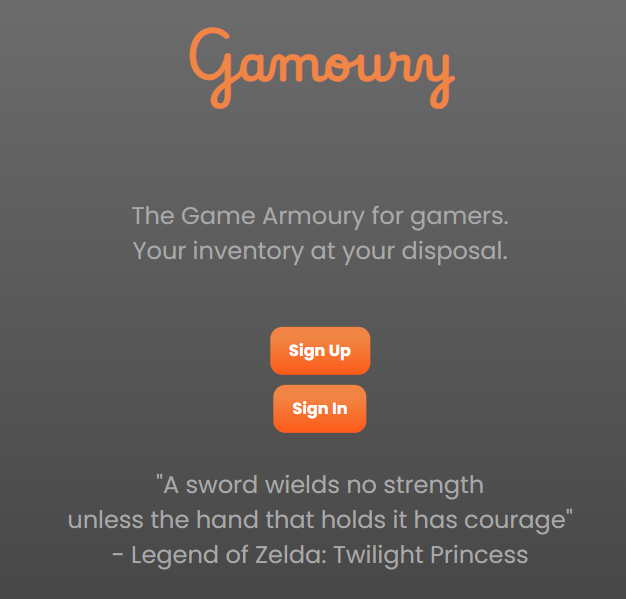 Gamoury
The Game Armoury for gamers.
Your inventory at your disposal.
Sign Up
Sign In
"A sword wields no strength
unless the hand that holds it has courage"
- Legend of Zelda: Twilight Princess